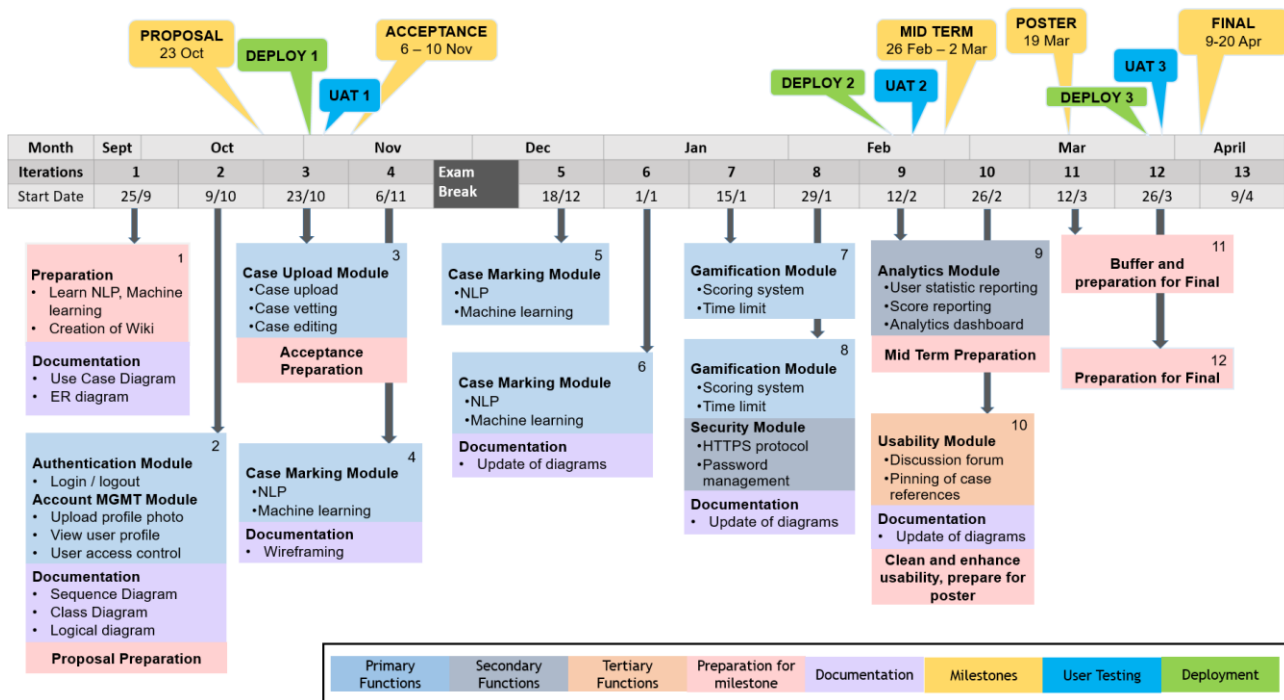 PROPOSAL
23 Oct
DEPLOY 1
UAT 1
ACCEPTANCE
6 – 10 Nov
DEPLOY 2
UAT 2
MID TERM
26 Feb – 2 Mar
POSTER
19 Mar
DEPLOY 3
UAT 3
FINAL
9-20 Apr
Month Sept Oct Nov Dec Jan Feb Mar April
Iterations 1 2 3 4 Exam Break 5 6 7 8 9 10 11 12 13
Start Date 25/9 9/10 23/10 6/11 18/12 1/1 15/1 29/1 12/2 26/2 12/3 26/3 9/4
1
Preparation
• Learn NLP, Machine
learning
• Creation of Wiki
Documentation
• Use Case Diagram
• ER diagram
2
Authentication Module
• Login / logout
Account MGMT Module
• Upload profile photo
• View user profile
• User access control
Documentation
• Sequence Diagram
• Class Diagram
• Logical diagram
Proposal Preparation
3
Case Upload Module
•Case upload
•Case vetting
•Case editing
Acceptance
Preparation
4
Case Marking Module
•NLP
•Machine learning
Documentation
• Wireframing
5
Case Marking Module
•NLP
•Machine learning
6
Case Marking Module
•NLP
•Machine learning
Documentation
• Update of diagrams
7
Gamification Module
•Scoring system
•Time limit
8
Gamification Module
•Scoring system
•Time limit
Security Module
•HTTPS protocol
•Password
management
Documentation
• Update of diagrams
9
Analytics Module
•User statistic reporting
•Score reporting
•Analytics dashboard
Mid Term Preparation
10
Usability Module
•Discussion forum
•Pinning of case
references
Documentation
• Update of diagrams
Clean and enhance
usability, prepare for
poster
11
Buffer and
preparation for Final
12
Preparation for Final
Primary Functions
Secondary Functions
Tertiary Functions
Preparation for milestone
Documentation
Milestones
User Testing
Deployment